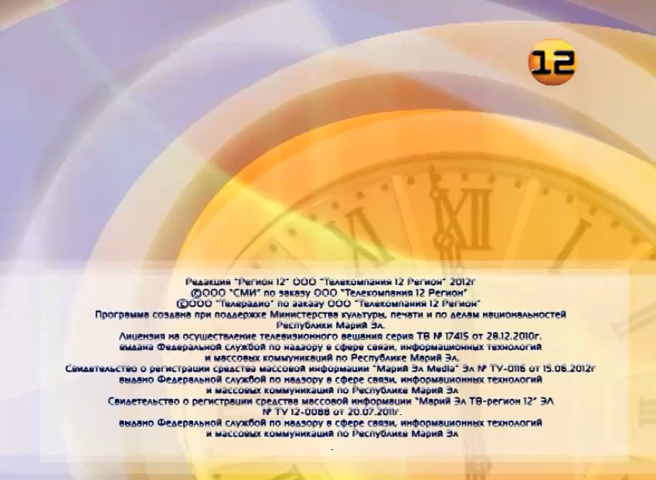 12
XI XII I
Редакция "Регион 12" ООО "Телекомпания 12 Регион" 2012г
©ООО "СМИ" по заказу ООО "Телекомпания 12 Регион"
©ООО "Телерадио" по заказу ООО "Телекомпания 12 Регион"
Программа создана при поддержке Министерства культуры, печати и по делам национальностей
Республики Марий Эл.
Лицензия на осуществление телевизионного вещания серия ТВ № 17415 от 28.12.2010г.
выдана Федеральной службой по надзору в сфере связи, информационных технологий
и массовых коммуникаций по Республике Марий Эл.
Свидетельство о регистрации средства массовой информации "Марий Эл Media" Эл № TV-0116 от 15.06.2012г
выдано Федеральной службой по надзору в сфере связи, информационных технологий
и массовых коммуникаций по Республике Марий Эл
Свидетельство о регистрации средства массовой информации "Марий Эл ТВ-регион 12" ЭЛ
№ TV 12-0088 от 20.07.2011г.
выдано Федеральной службой по надзору в сфере связи, информационных технологий
и массовых коммуникаций по Республике Марий Эл